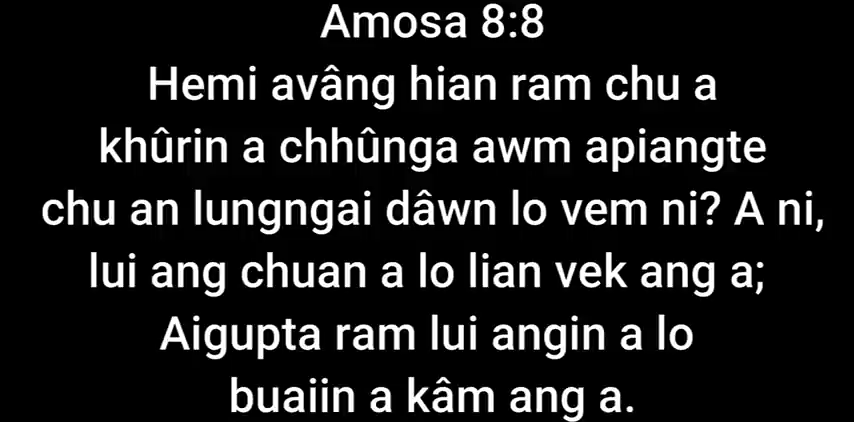 Amosa 8:8
Hemi avâng hian ram chu a
khûrin a chhûnga awm apiangte
chu an lungngai dâwn lo vem ni? A ni,
lui ang chuan a lo lian vek ang a;
Aigupta ram lui angin a lo
buaiin a kâm ang a.